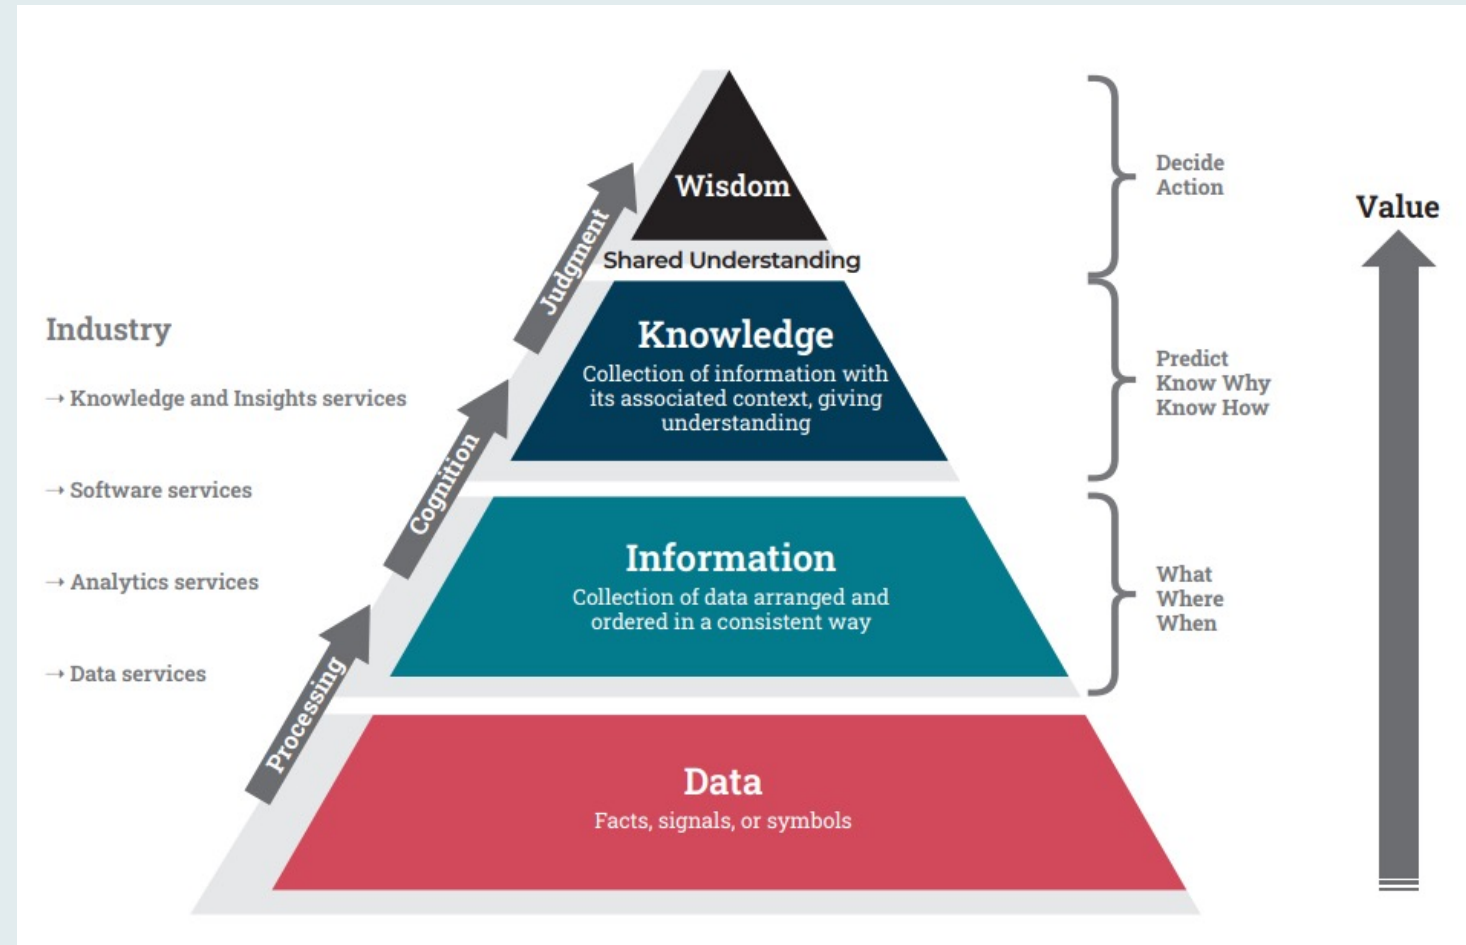 Wisdom
Shared Understanding
Knowledge
Collection of information with
its associated context, giving
understanding
Information
Collection of data arranged and
ordered in a consistent way
Data
Facts, signals, or symbols
Judgment
Cognition
Processing
Industry
→ Knowledge and Insights services
→ Software services
→ Analytics services
→ Data services
Decide
Action
Predict
Know Why
Know How
What
Where
When
Value